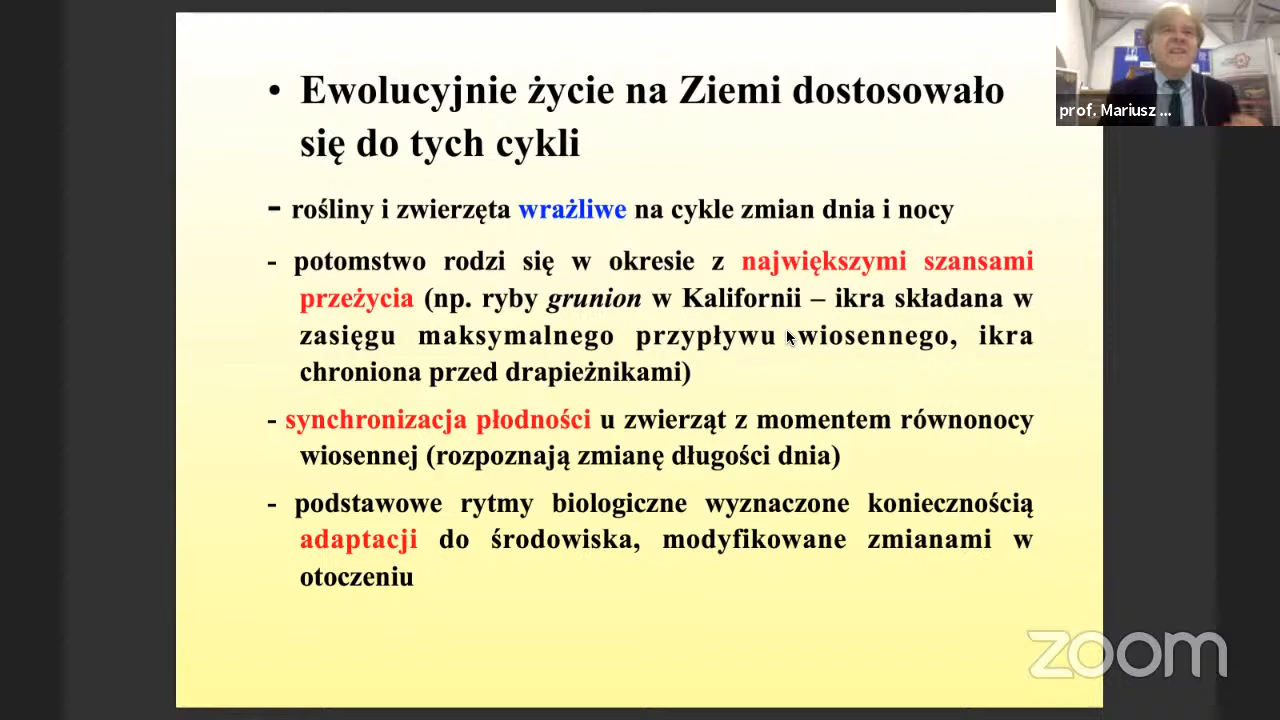 • Ewolucyjnie życie na Ziemi dostosowało
się do tych cykli
- rośliny i zwierzęta wrażliwe na cykle zmian dnia i nocy
- potomstwo rodzi się w okresie z największymi szansami
przeżycia (np. ryby grunion w Kalifornii – ikra składana w
zasięgu maksymalnego przypływu wiosennego, ikra
chroniona przed drapieżnikami)
- synchronizacja płodności u zwierząt z momentem równonocy
wiosennej (rozpoznają zmianę długości dnia)
- podstawowe rytmy biologiczne wyznaczone koniecznością
adaptacji do środowiska, modyfikowane zmianami w
otoczeniu
prof. Mariusz ...
zoom